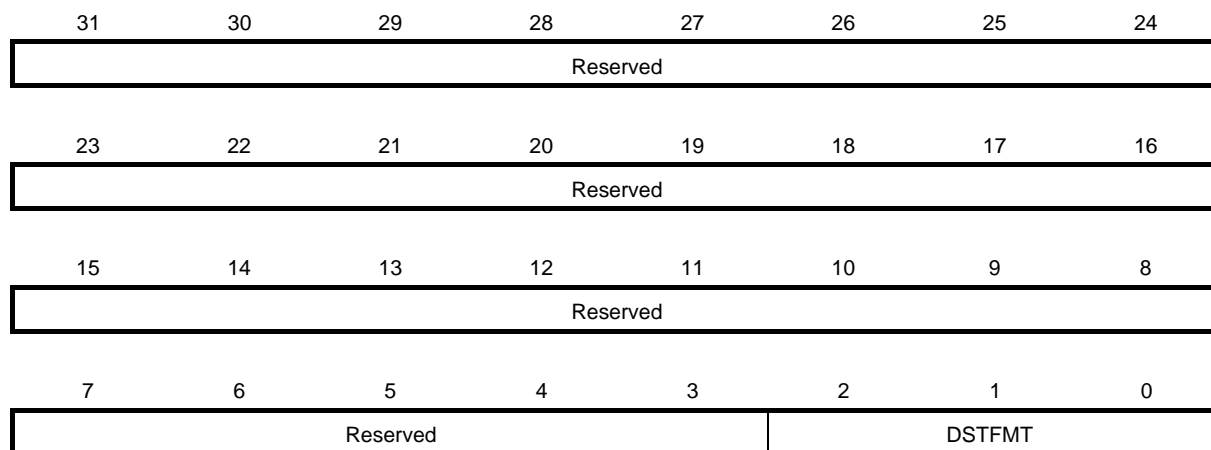 31 30 29 28 27 26 25 24
Reserved
23 22 21 20 19 18 17 16
Reserved
15 14 13 12 11 10 9 8
Reserved
7 6 5 4 3 2 1 0
Reserved DSTFMT